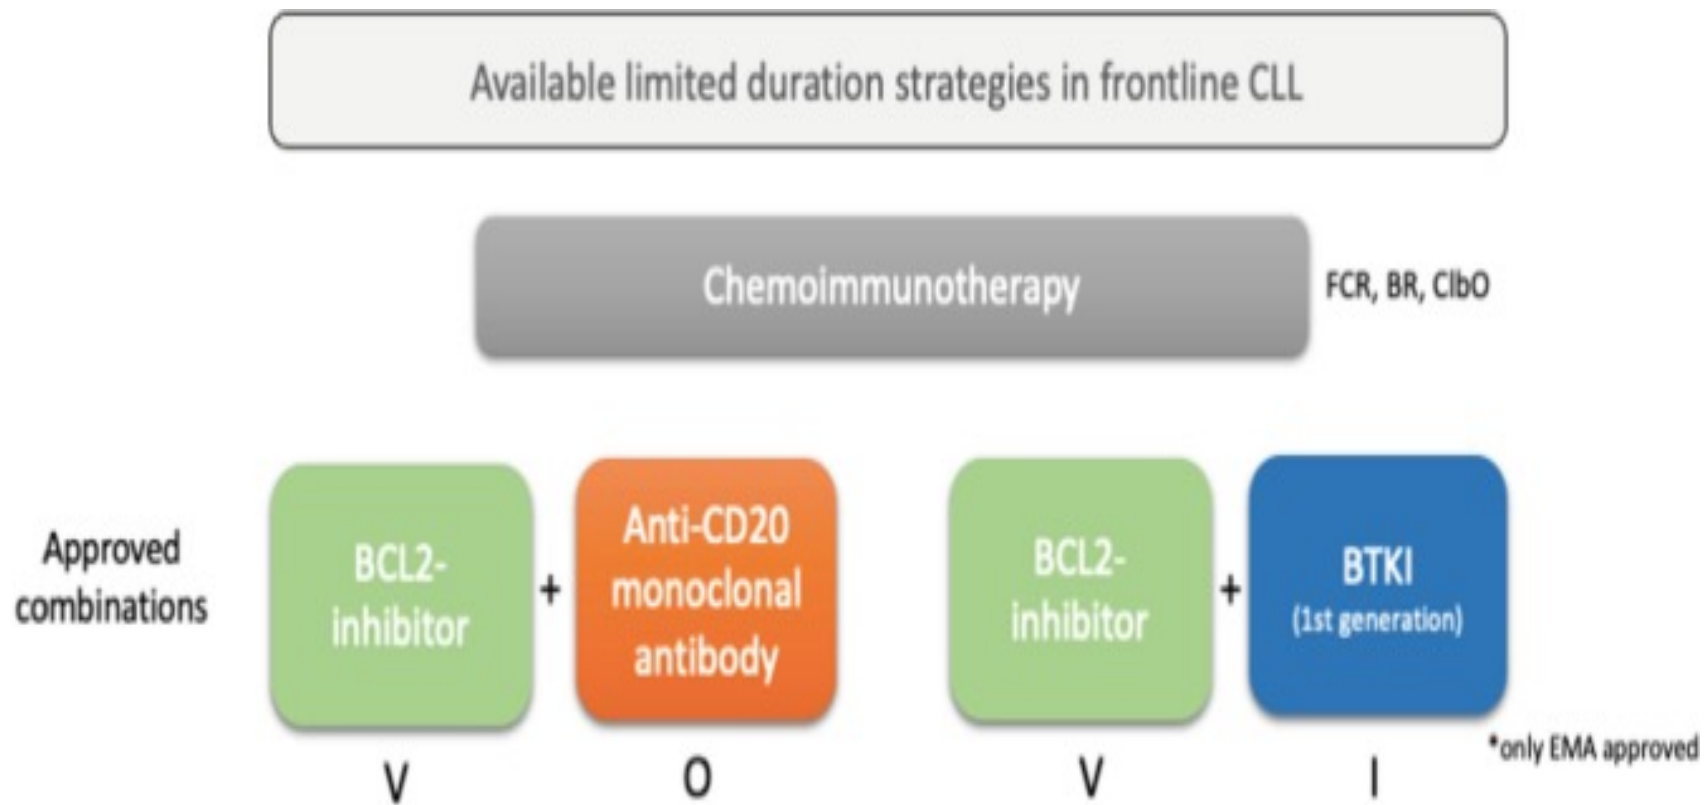 Available limited duration strategies in frontline CLL
Chemoimmunotherapy
FCR, BR, ClbO
Approved
combinations
BCL2-
inhibitor
+
Anti-CD20
monoclonal
antibody
BCL2-
inhibitor
+
BTKI
(1st generation)
V
O
V
I
*only EMA approved